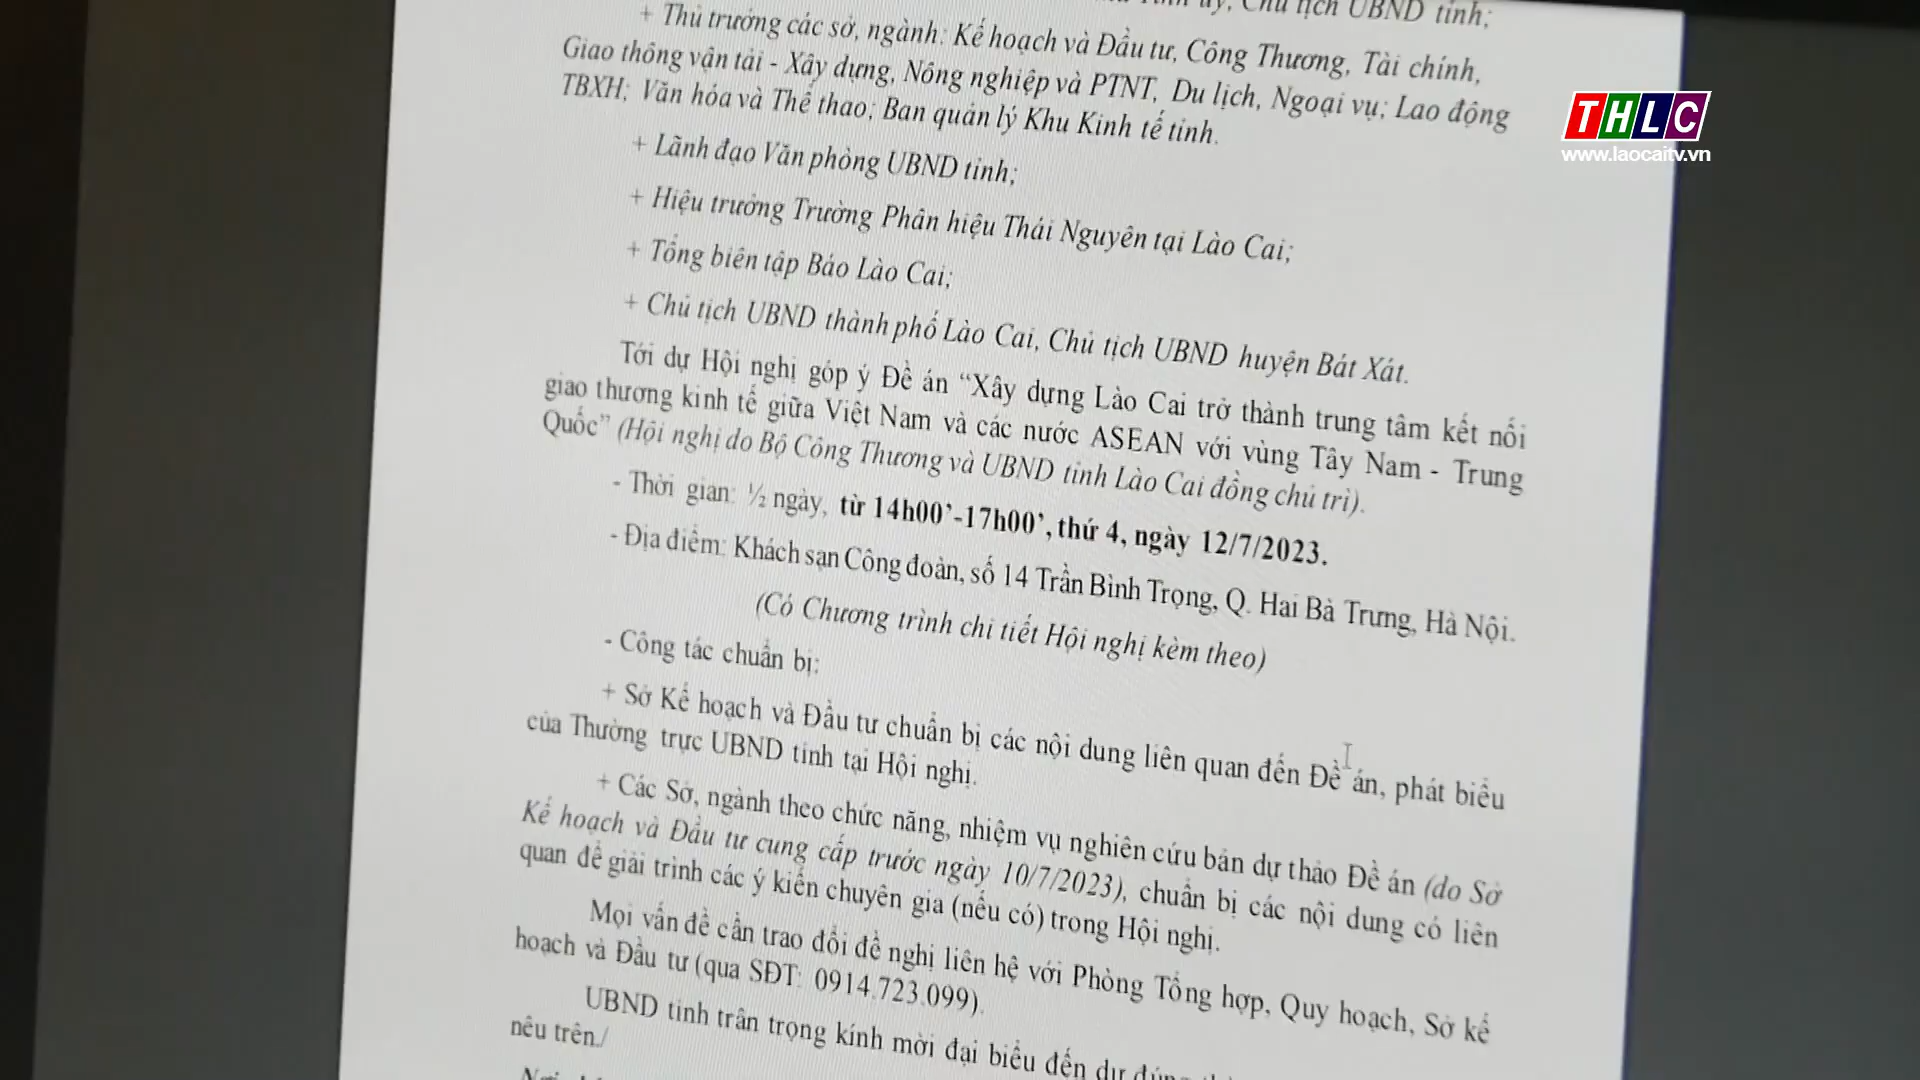 Chủ tịch UBND tỉnh;
+ Thủ trưởng các sở, ngành: Kế hoạch và Đầu tư, Công Thương, Tài chính,
Giao thông vận tải - Xây dựng, Nông nghiệp và PTNT, Du lịch, Ngoại vụ; Lao động
TBXH; Văn hóa và Thể thao; Ban quản lý Khu Kinh tế tỉnh.
THLC
www.laocaitv.vn
+ Lãnh đạo Văn phòng UBND tỉnh;
+ Hiệu trưởng Trường Phân hiệu Thái Nguyên tại Lào Cai;
+ Tổng biên tập Báo Lào Cai;
+ Chủ tịch UBND thành phố Lào Cai, Chủ tịch UBND huyện Bát Xát.
Tới dự Hội nghị góp ý Đề án “Xây dựng Lào Cai trở thành trung tâm kết nối
giao thương kinh tế giữa Việt Nam và các nước ASEAN với vùng Tây Nam - Trung
Quốc” (Hội nghị do Bộ Công Thương và UBND tỉnh Lào Cai đồng chủ trì).
- Thời gian: ½ ngày, từ 14h00’-17h00’, thứ 4, ngày 12/7/2023.
- Địa điểm: Khách sạn Công đoàn, số 14 Trần Bình Trọng, Q. Hai Bà Trưng, Hà Nội.
(Có Chương trình chi tiết Hội nghị kèm theo)
- Công tác chuẩn bị:
+ Sở Kế hoạch và Đầu tư chuẩn bị các nội dung liên quan đến Đề án, phát biểu
của Thường trực UBND tỉnh tại Hội nghị.
+ Các Sở, ngành theo chức năng, nhiệm vụ nghiên cứu bản dự thảo Đề án (do Sở
Kế hoạch và Đầu tư cung cấp trước ngày 10/7/2023), chuẩn bị các nội dung có liên
quan để giải trình các ý kiến chuyên gia (nếu có) trong Hội nghị.
Mọi vấn đề cần trao đổi đề nghị liên hệ với Phòng Tổng hợp, Quy hoạch, Sở kế
hoạch và Đầu tư (qua SĐT: 0914.723.099).
UBND tỉnh trân trọng kính mời đại biểu đến dự đúng
nêu trên./